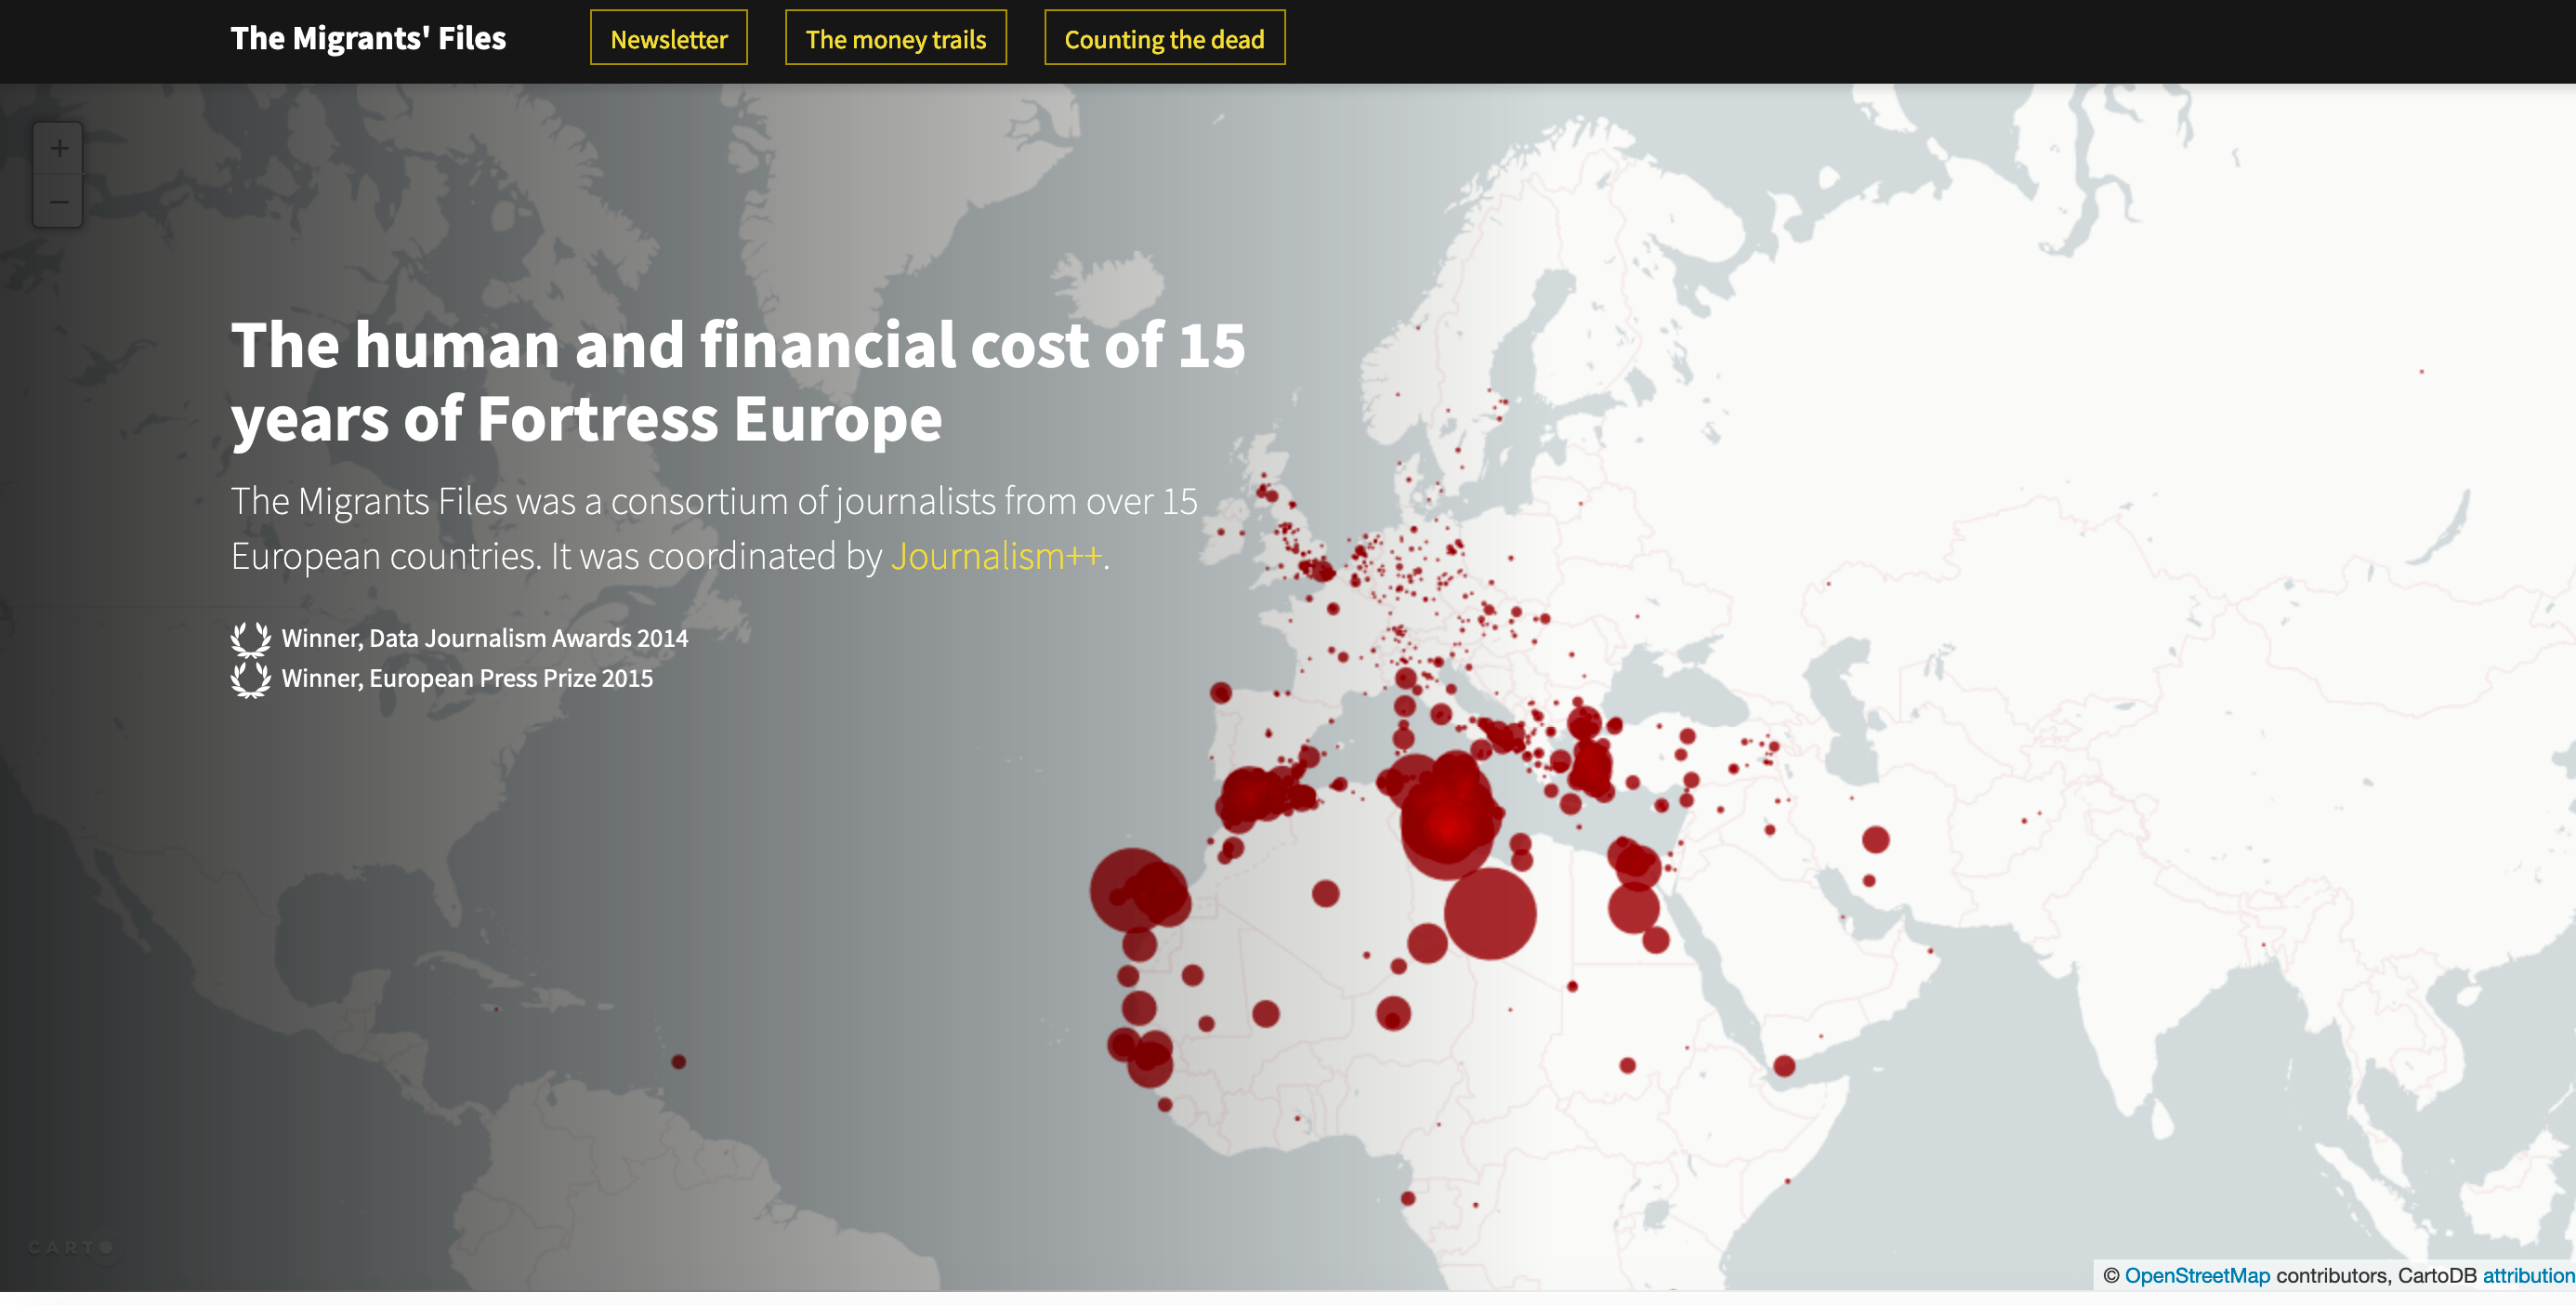 The Migrants' Files
Newsletter
The money trails
Counting the dead
+
−
The human and financial cost of 15
years of Fortress Europe
The Migrants Files was a consortium of journalists from over 15
European countries. It was coordinated by Journalism++.
Winner, Data Journalism Awards 2014
Winner, European Press Prize 2015
CARTO
© OpenStreetMap contributors, CartoDB attribution